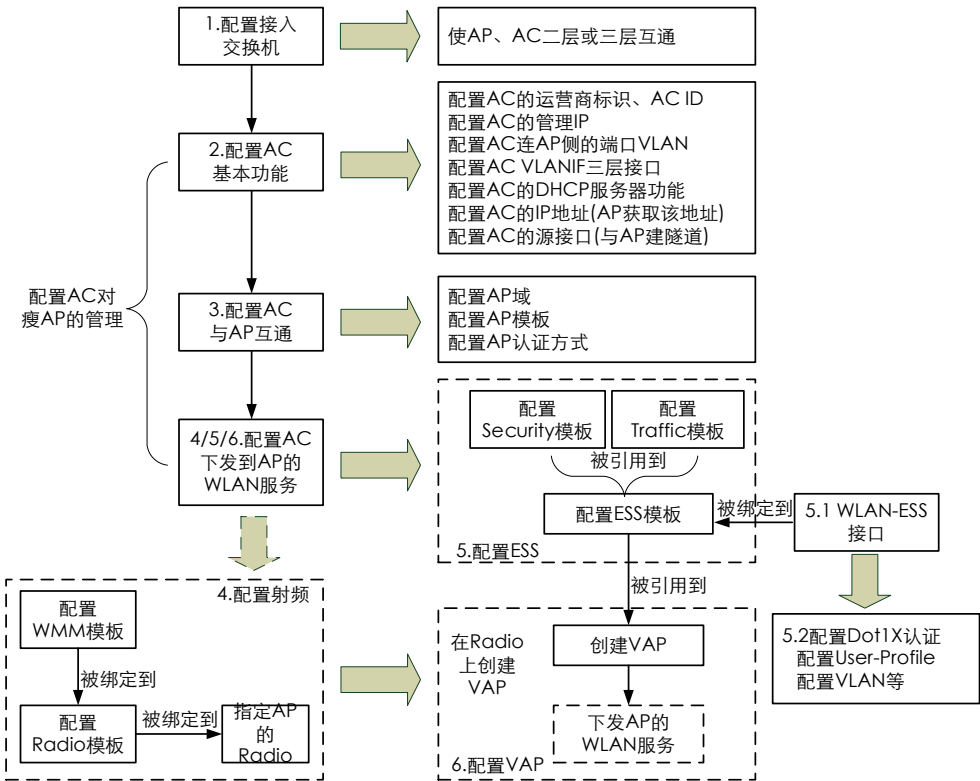 1.配置接入
交换机
使AP、AC二层或三层互通
2.配置AC
基本功能
配置AC的运营商标识、AC ID
配置AC的管理IP
配置AC连AP侧的端口VLAN
配置AC VLANIF三层接口
配置AC的DHCP服务器功能
配置AC的IP地址(AP获取该地址)
配置AC的源接口(与AP建隧道)
配置AC对
瘦AP的管理
3.配置AC
与AP互通
配置AP域
配置AP模板
配置AP认证方式
4/5/6.配置AC
下发到AP的
WLAN服务
配置
Security模板
配置
Traffic模板
被引用到
配置ESS模板
被绑定到
5.1 WLAN-ESS
接口
5.配置ESS
被引用到
4.配置射频
配置
WMM模板
被绑定到
配置
Radio模板
被绑定到
指定AP
的
Radio
在Radio
上创建
VAP
创建VAP
下发AP的
WLAN服务
6.配置VAP
5.2配置Dot1X认证
配置User-Profile
配置VLAN等